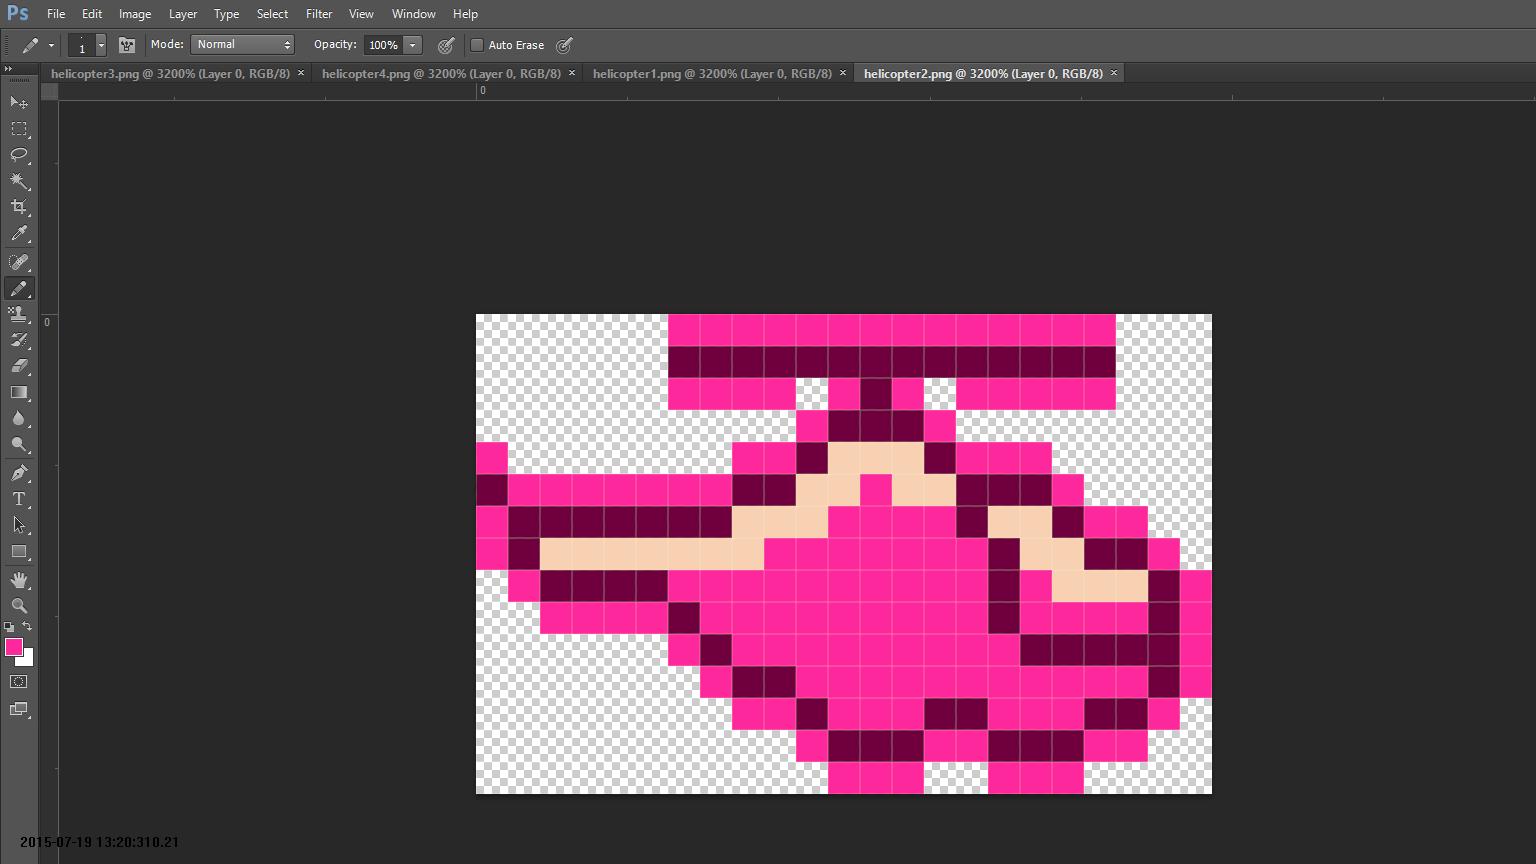 Ps File Edit Image Layer Type Select Filter View Window Help
1 Mode: Normal Opacity: 100% Auto Erase
helicopter3.png @ 3200% (Layer 0, RGB/8) × helicopter4.png @ 3200% (Layer 0, RGB/8) × helicopter1.png @ 3200% (Layer 0, RGB/8) × helicopter2.png @ 3200% (Layer 0, RGB/8) ×
0
0
T
2015-07-19 13:20:310.21